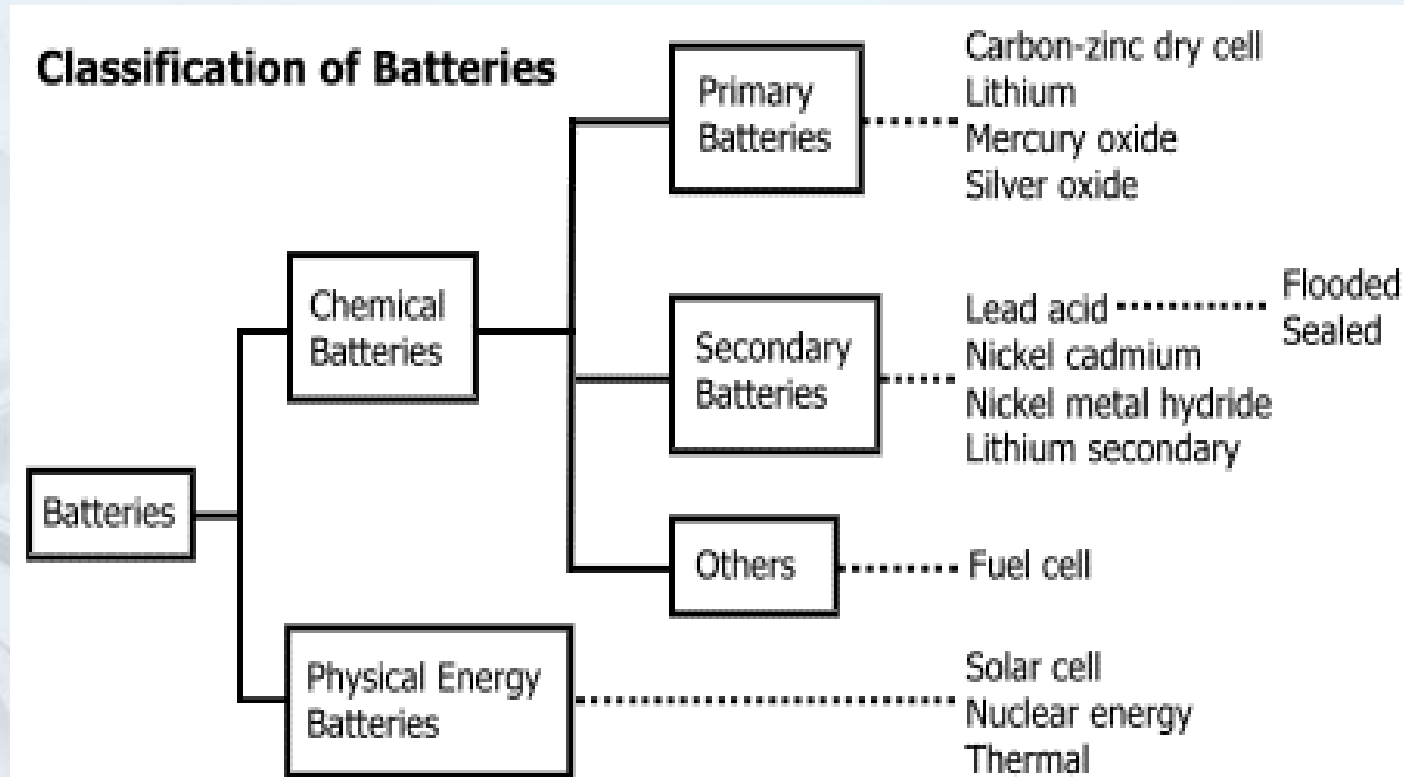 Classification of Batteries
Primary
Batteries
Carbon-zinc dry cell
Lithium
Mercury oxide
Silver oxide
Chemical
Batteries
Secondary
Batteries
Lead acid
Nickel cadmium
Nickel metal hydride
Lithium secondary
Flooded
Sealed
Batteries
Others
Fuel cell
Physical Energy
Batteries
Solar cell
Nuclear energy
Thermal